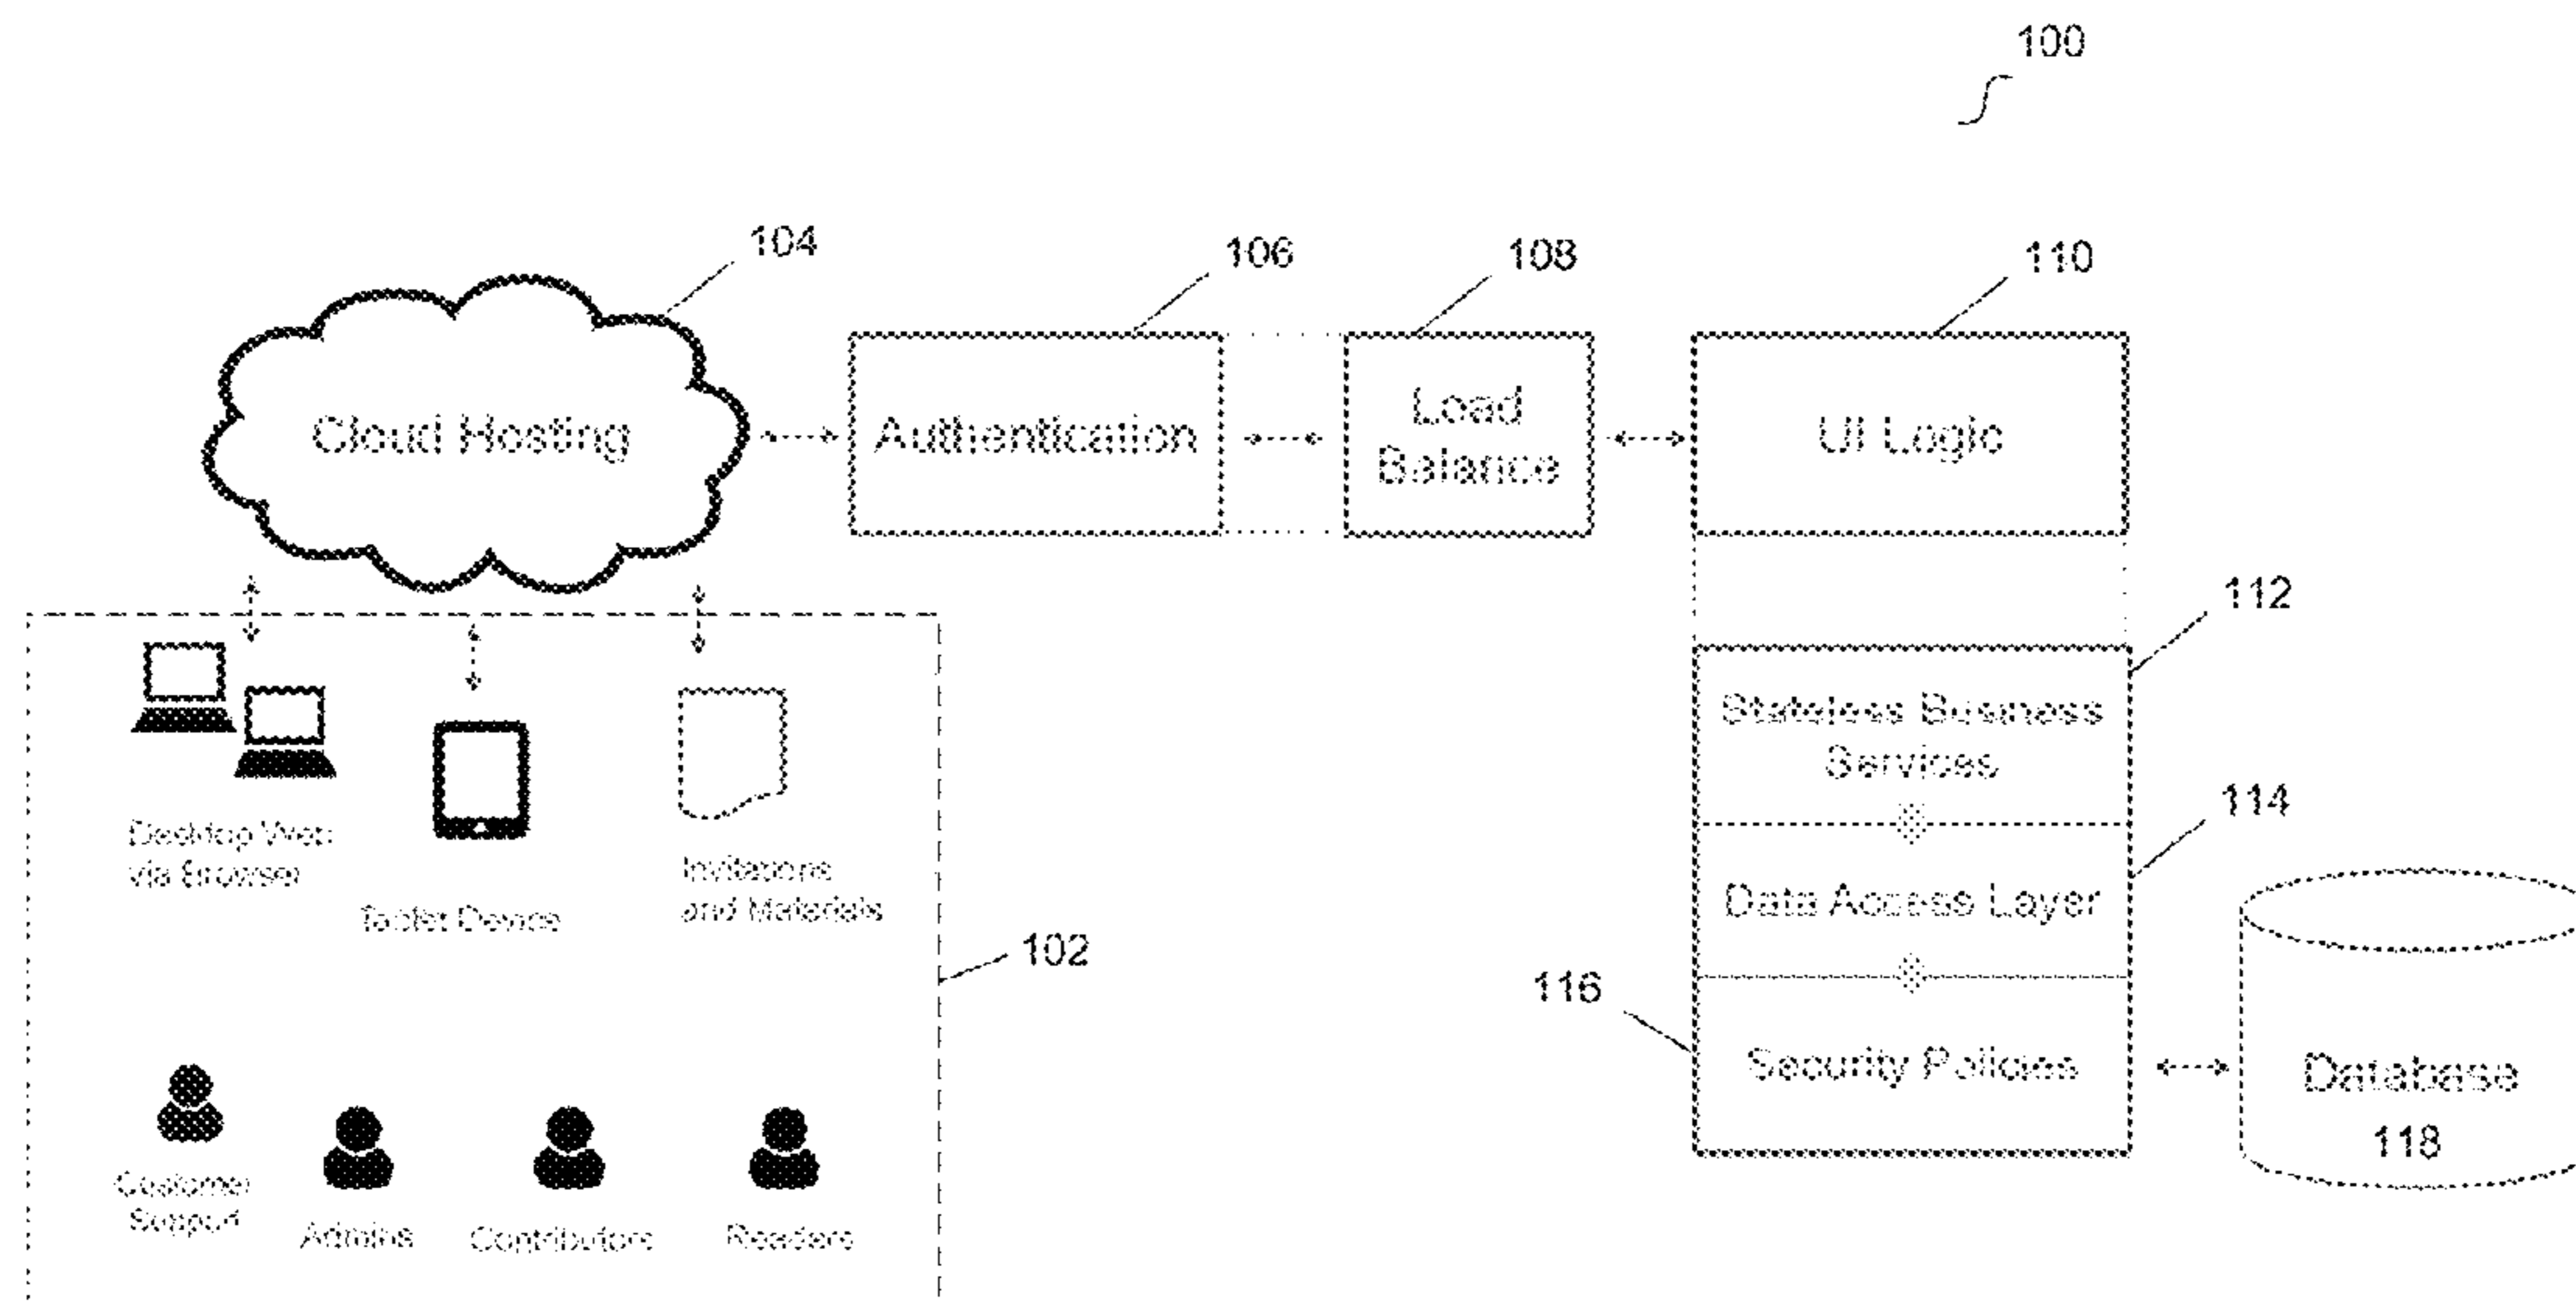 100
104
106
108
110
Cloud Hosting
Authentication
Load
Balance
UI Logic
112
Stateless Business
Services
114
Desktop Web
via Browser
Tablet Device
Invitations
and Materials
Data Access Layer
102
116
Security Policies
Database
118
Customer
Support
Admins
Contributors
Readers